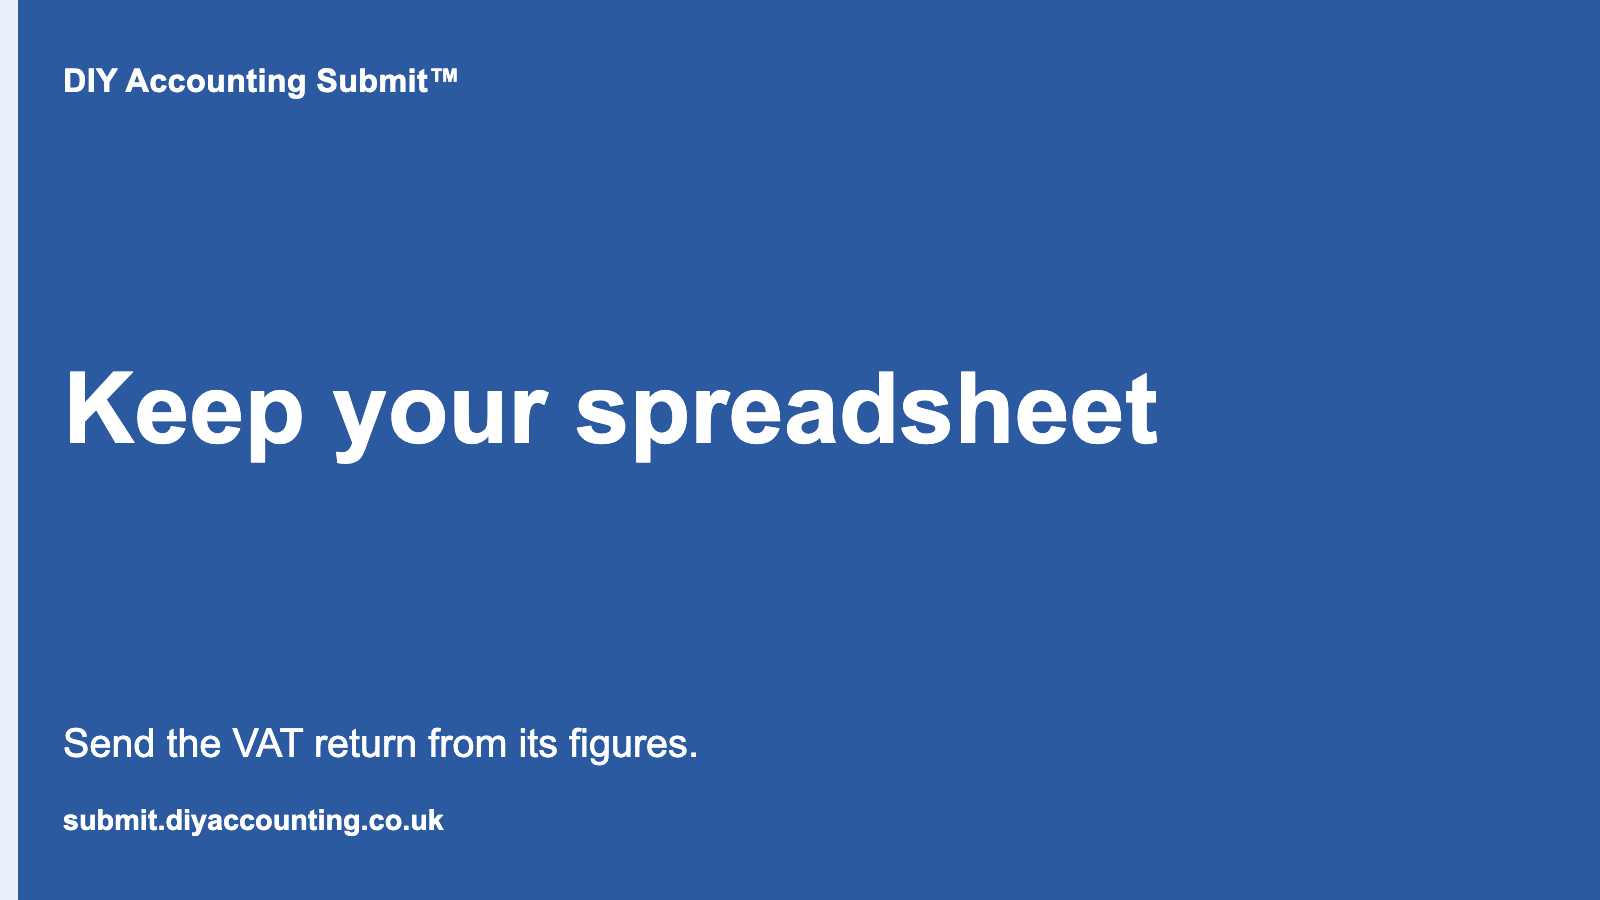 DIY Accounting Submit™
Keep your spreadsheet
Send the VAT return from its figures.
submit.diyaccounting.co.uk